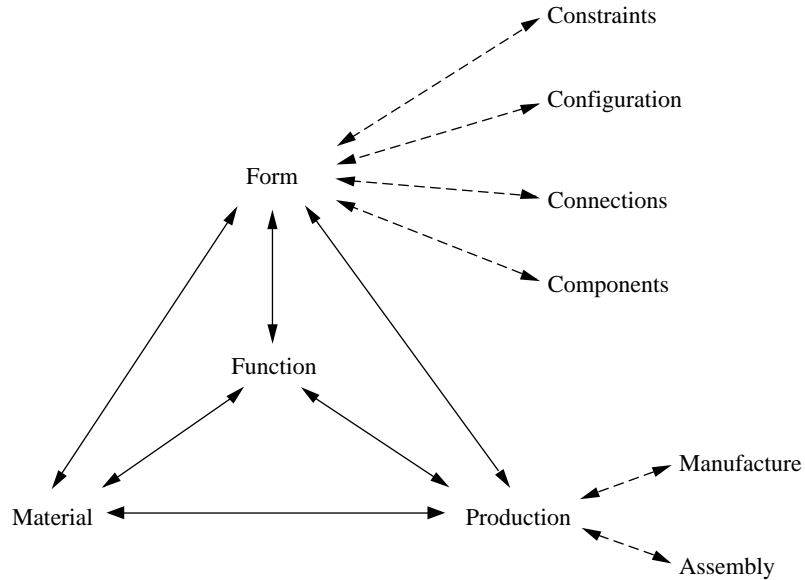 Constraints
Configuration
Form
Connections
Components
Function
Manufacture
Material
Production
Assembly